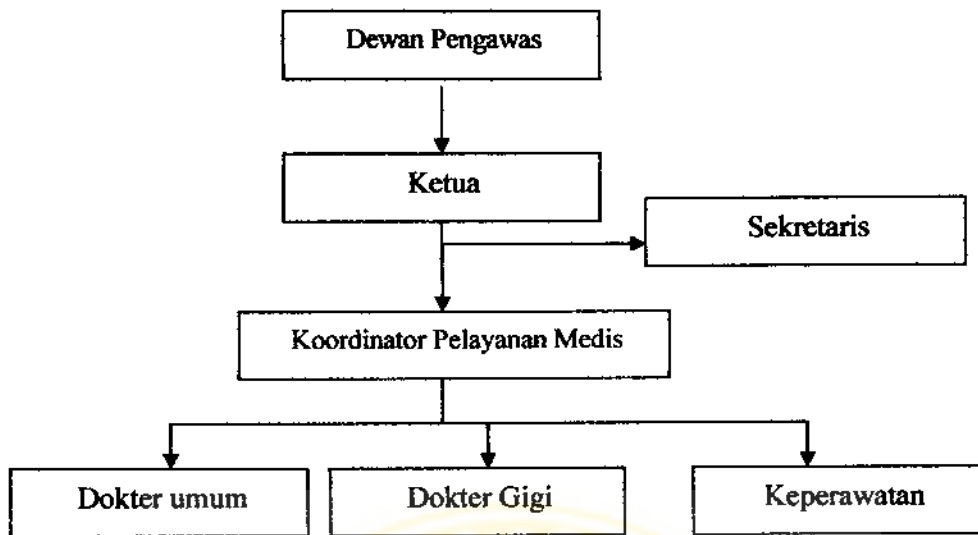 Dewan Pengawas
Ketua
Sekretaris
Koordinator Pelayanan Medis
Dokter umum
Dokter Gigi
Keperawatan